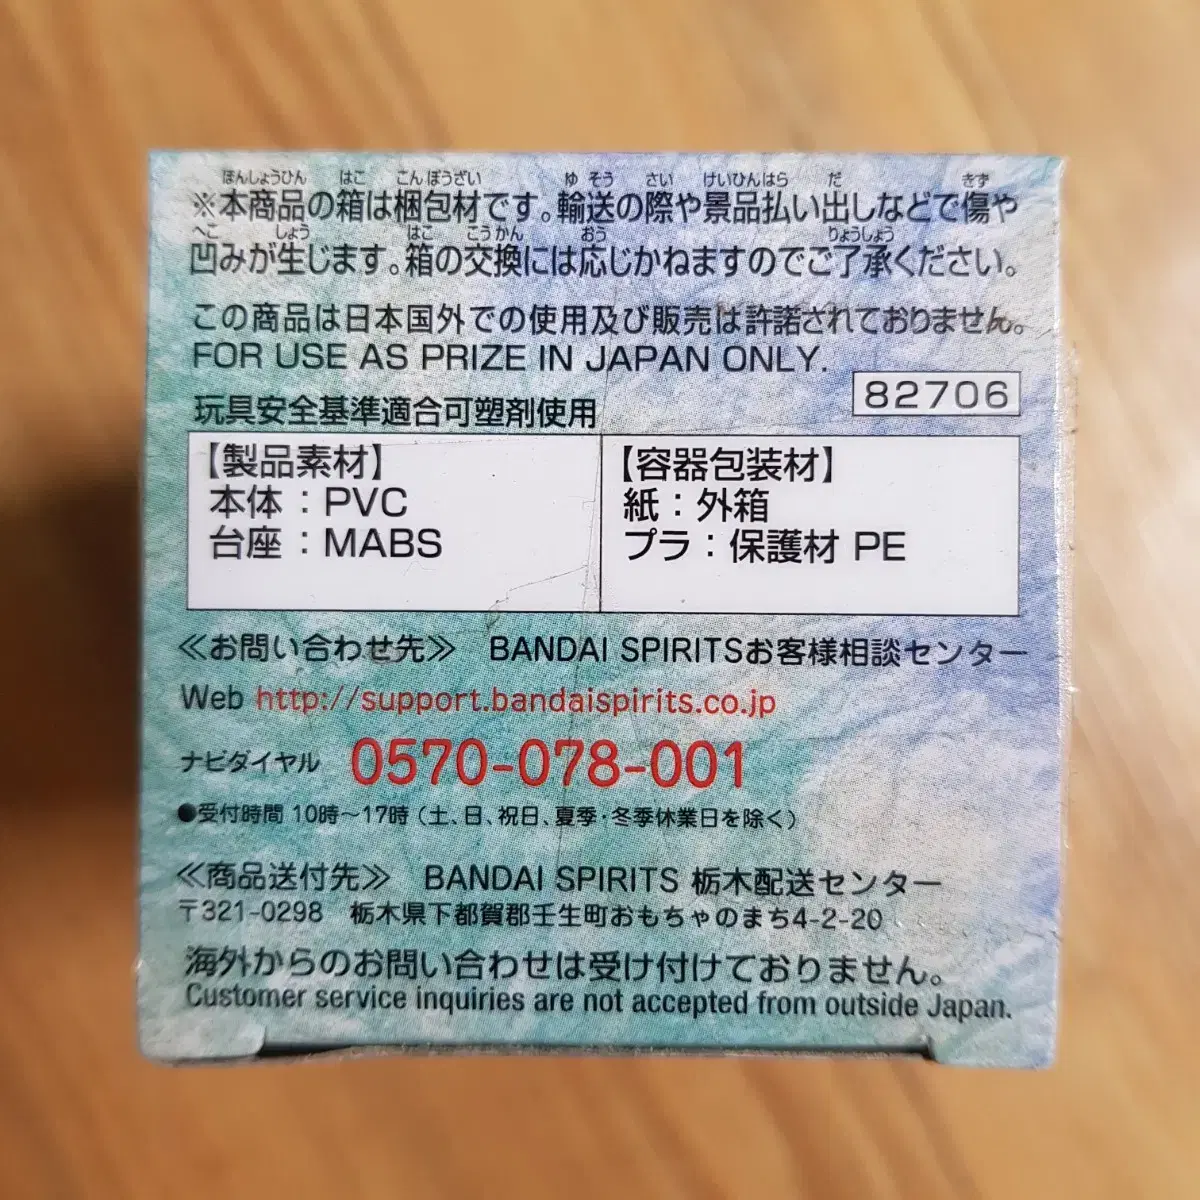 ※本商品の箱は梱包材です。輸送の際や景品払い出しなどで傷や
凹みが生じます。箱の交換には応じかねますのでご了承ください。
この商品は日本国外での使用及び販売は許諾されておりません。
FOR USE AS PRIZE IN JAPAN ONLY.
82706
玩具安全基準適合可塑剤使用
【製品素材】
本体：PVC
台座：MABS
【容器包装材】
紙：外箱
プラ：保護材 PE
≪お問い合わせ先≫ BANDAI SPIRITSお客様相談センター
Web http://support.bandaispirits.co.jp
ナビダイヤル 0570-078-001
●受付時間 10時～17時（土、日、祝日、夏季・冬季休業日を除く）
≪商品送付先≫ BANDAI SPIRITS 栃木配送センター
〒321-0298 栃木県下都賀郡壬生町おもちゃのまち4-2-20
海外からのお問い合わせは受け付けておりません。
Customer service inquiries are not accepted from outside Japan.